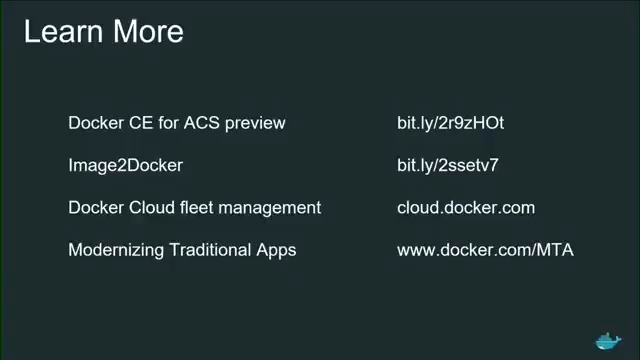 Learn More
Docker CE for ACS preview bit.ly/2r9zHOt
Image2Docker bit.ly/2ssetv7
Docker Cloud fleet management cloud.docker.com
Modernizing Traditional Apps www.docker.com/MTA